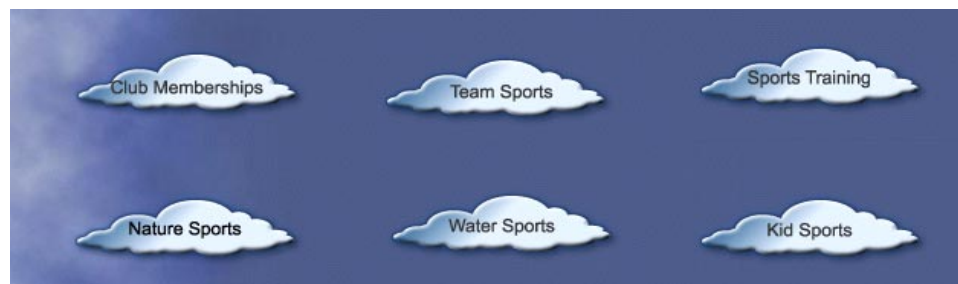 Club Memberships
Team Sports
Sports Training
Nature Sports
Water Sports
Kid Sports